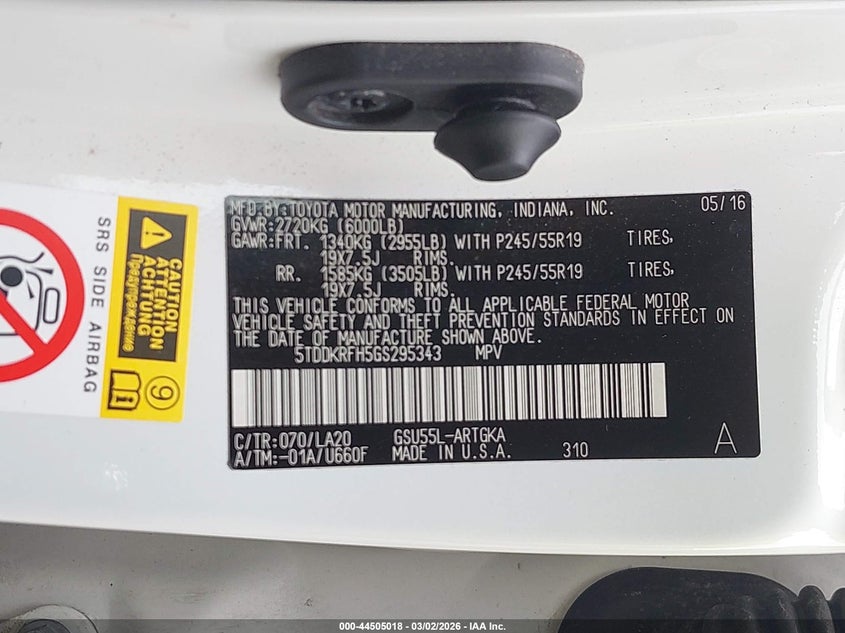 MFD.BY:TOYOTA MOTOR MANUFACTURING, INDIANA, INC. 05/16
GVWR:2720KG (6000LB)
GAWR:FRT. 1340KG (2955LB) WITH P245/55R19 TIRES,
19X7.5J RIMS.
RR. 1585KG (3505LB) WITH P245/55R19 TIRES,
19X7.5J RIMS.
THIS VEHICLE CONFORMS TO ALL APPLICABLE FEDERAL MOTOR
VEHICLE SAFETY AND THEFT PREVENTION STANDARDS IN EFFECT ON
THE DATE OF MANUFACTURE SHOWN ABOVE.
5TDDKRFH5GS295343 MPV
C/TR:070/LA20 GSU55L-ARTGKA
A/TM:-01A/U660F MADE IN U.S.A. 310 A
SRS SIDE AIRBAG
CAUTION
ATTENTION
ACHTUNG
Предупреждение
9
000-44505018 - 03/02/2026 - IAA Inc.